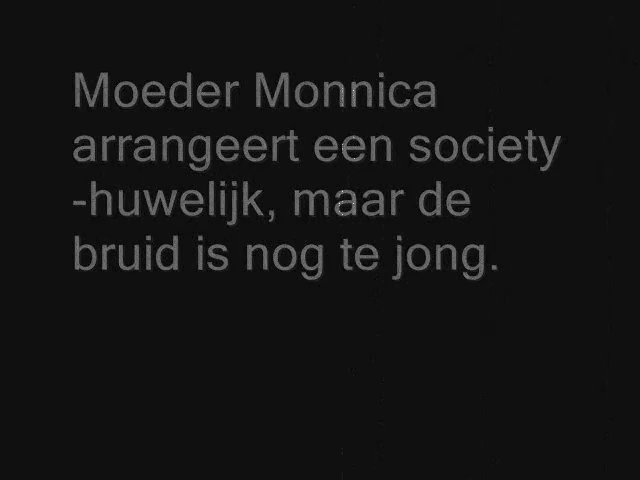 Moeder Monnica
arrangeert een society
-huwelijk, maar de
bruid is nog te jong.